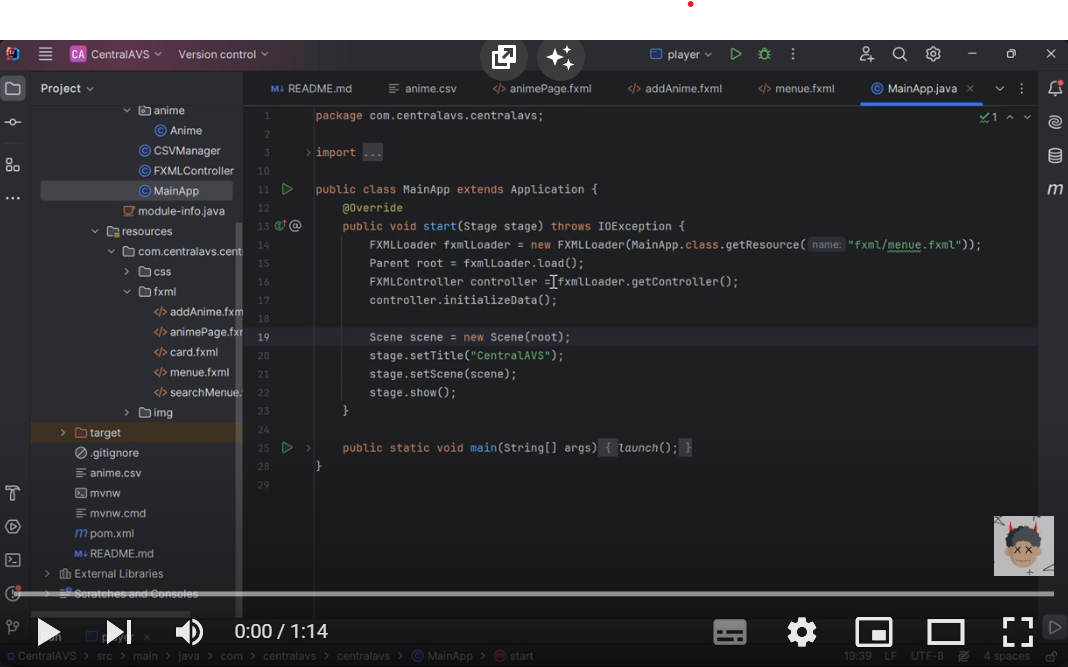 CA CentralAVS Version control player
Project
README.md anime.csv animePage.fxml addAnime.fxml menue.fxml MainApp.java
anime
Anime
CSVManager
FXMLController
MainApp
module-info.java
resources
com.centralavs.cent
css
fxml
addAnime.fxm
animePage.fxr
card.fxml
menue.fxml
searchMenue.
img
target
.gitignore
anime.csv
mvnw
mvnw.cmd
pom.xml
README.md
External Libraries
Scratches and Consoles
1 package com.centralavs.centralavs;
2
3 import ...
10
11 public class MainApp extends Application {
12 @Override
13 public void start(Stage stage) throws IOException {
14 FXMLLoader fxmlLoader = new FXMLLoader(MainApp.class.getResource( name: "fxml/menue.fxml"));
15 Parent root = fxmlLoader.load();
16 FXMLController controller = fxmlLoader.getController();
17 controller.initializeData();
18
19 Scene scene = new Scene(root);
20 stage.setTitle("CentralAVS");
21 stage.setScene(scene);
22 stage.show();
23 }
24
25 public static void main(String[] args) { launch(); }
28 }
29
1
m
0:00 / 1:14
CentralAVS > src > main > java > com > centralavs > centralavs > MainApp > start 19:39 LF UTF-8 4 spaces